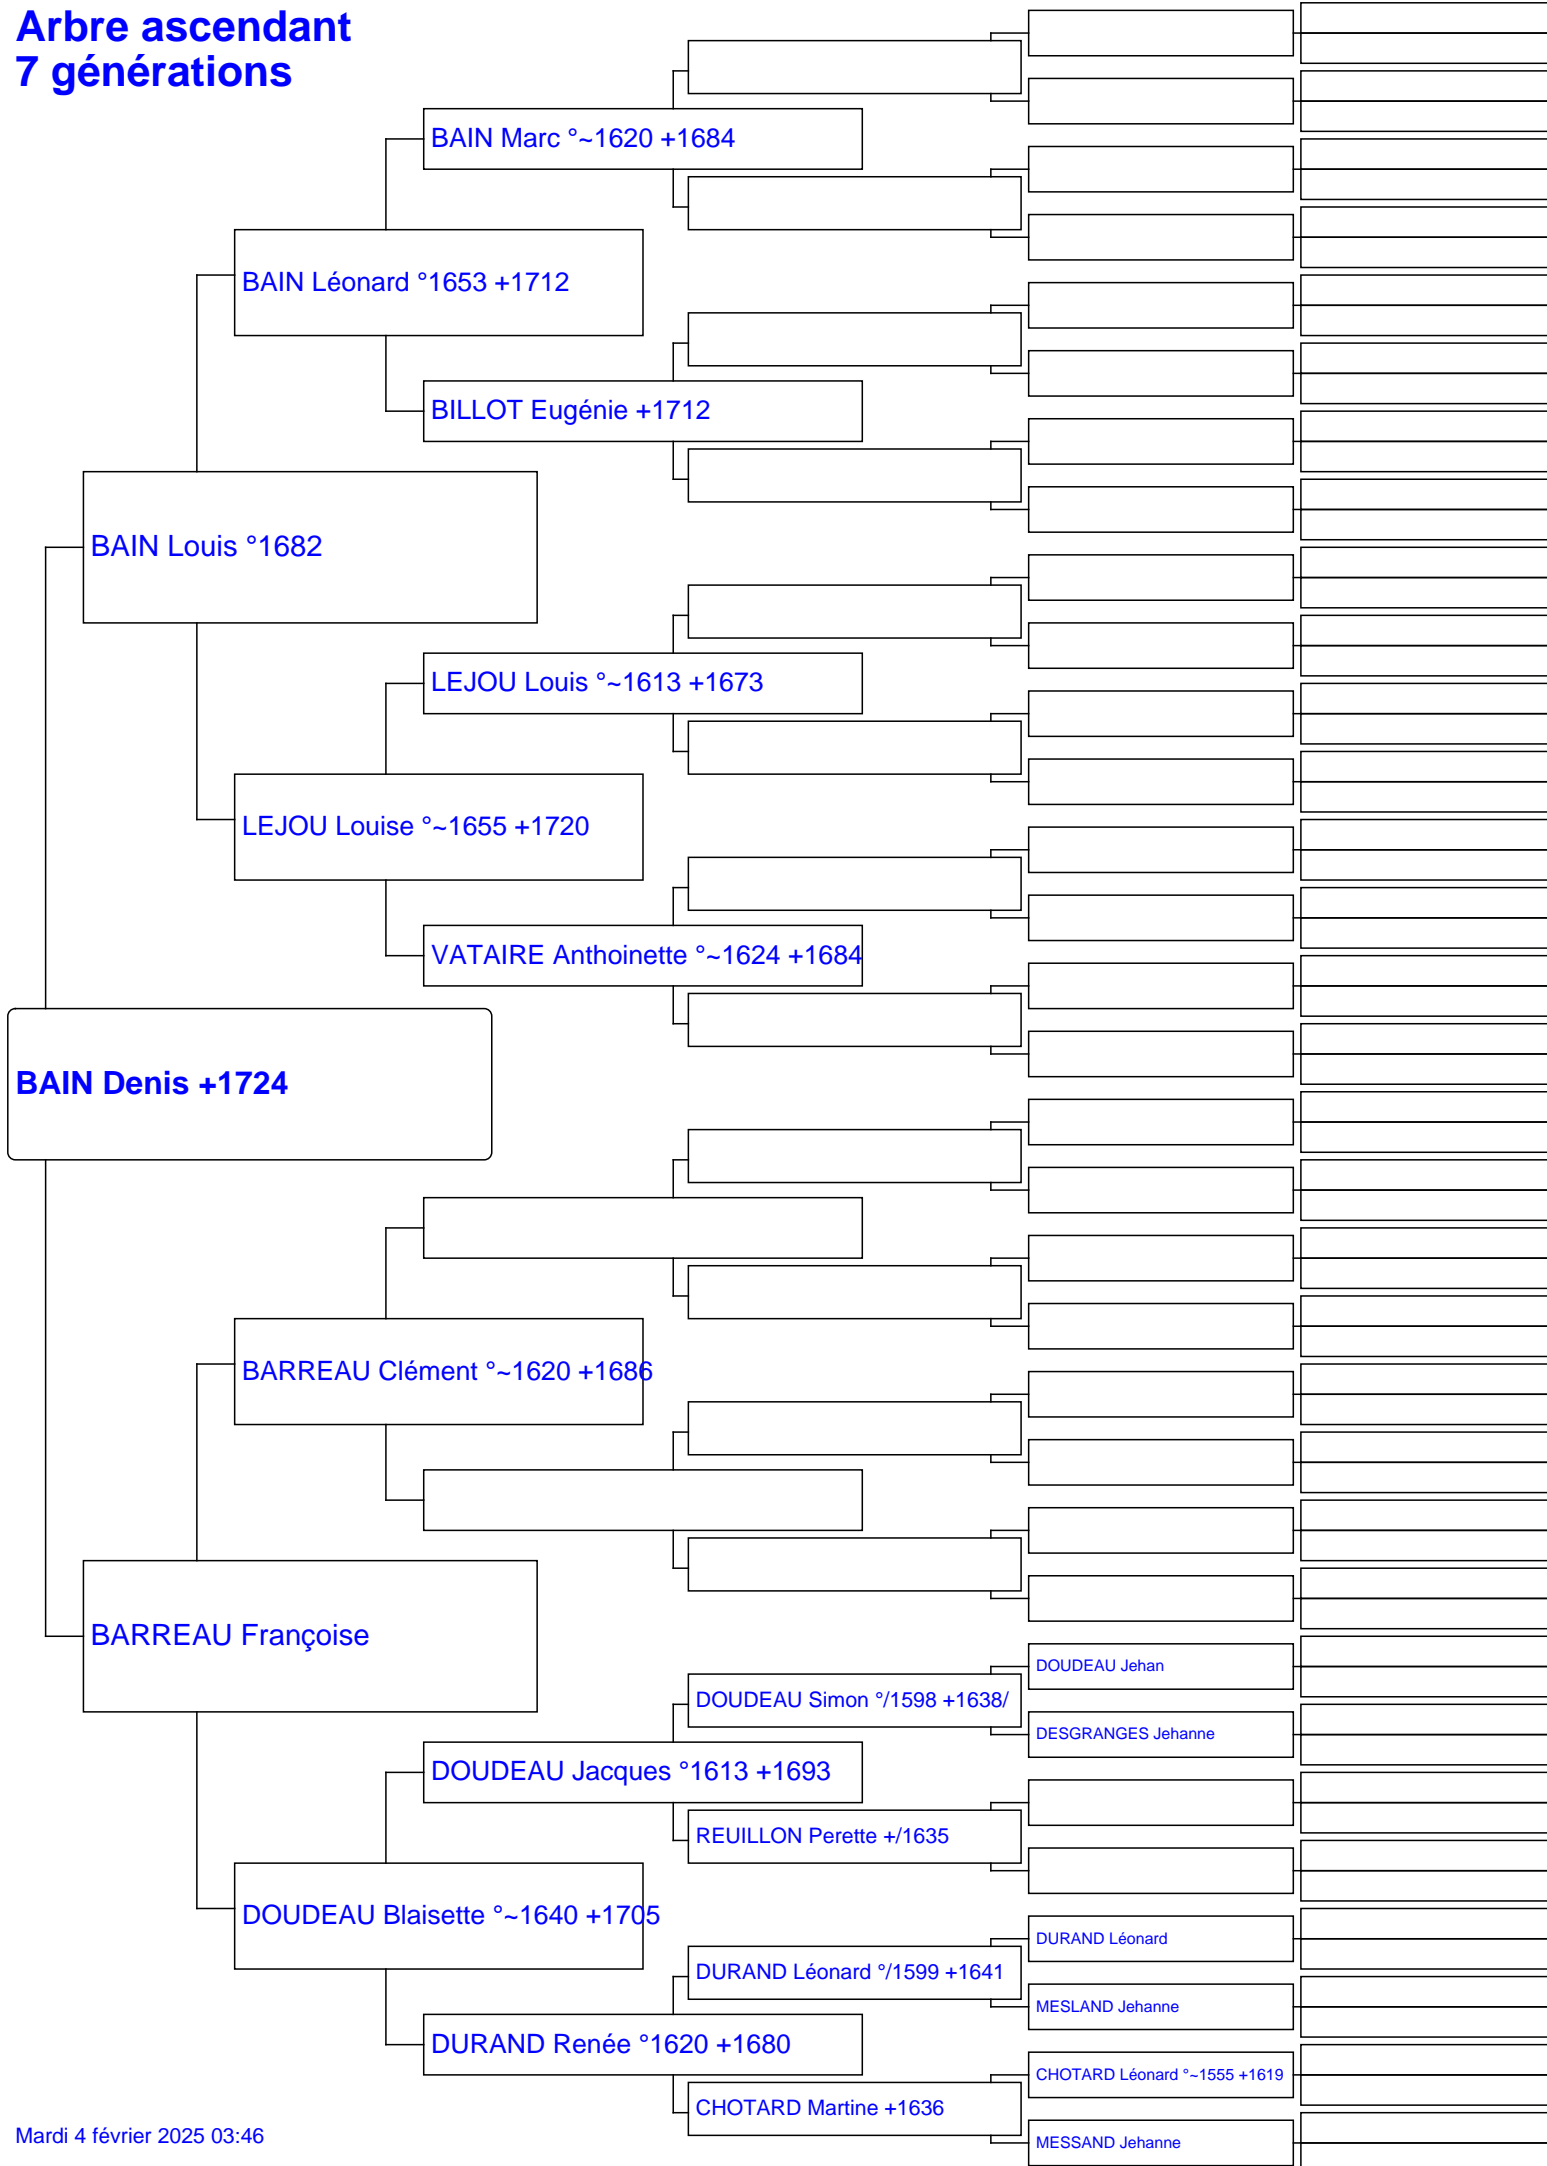 Arbre ascendant
7 générations
BAIN Marc °~1620 +1684
BAIN Léonard °1653 +1712
BILLOT Eugénie +1712
BAIN Louis °1682
LEJOU Louis °~1613 +1673
LEJOU Louise °~1655 +1720
VATAIRE Anthoinette °~1624 +1684
BAIN Denis +1724
BARREAU Clément °~1620 +1686
BARREAU Françoise
DOUDEAU Jehan
DOUDEAU Simon °/1598 +1638/
DESGRANGES Jehanne
DOUDEAU Jacques °1613 +1693
REUILLON Perette +/1635
DOUDEAU Blaisette °~1640 +1705
DURAND Léonard
DURAND Léonard °/1599 +1641
MESLAND Jehanne
DURAND Renée °1620 +1680
CHOTARD Léonard °~1555 +1619
CHOTARD Martine +1636
MESSAND Jehanne
Mardi 4 février 2025 03:46